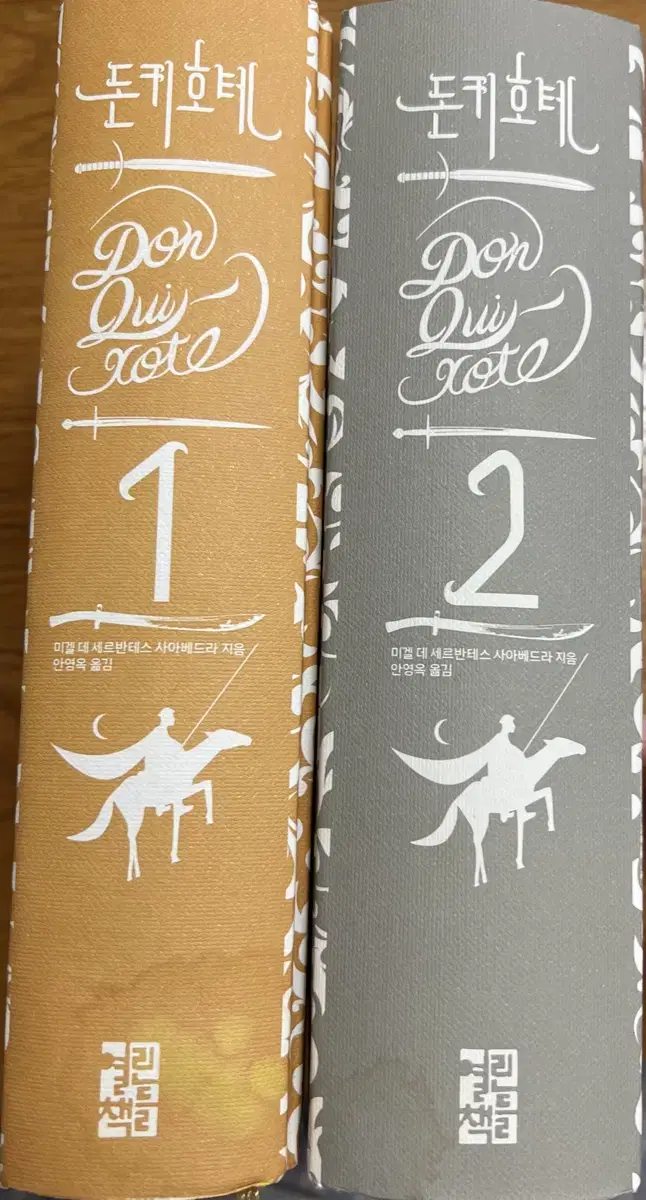 돈키호테
Don
Qui-
xote
1
미겔 데 세르반테스 사아베드라 지음
안영옥 옮김
열린책들
돈키호테
Don
Qui-
xote
2
미겔 데 세르반테스 사아베드라 지음
안영옥 옮김
열린책들